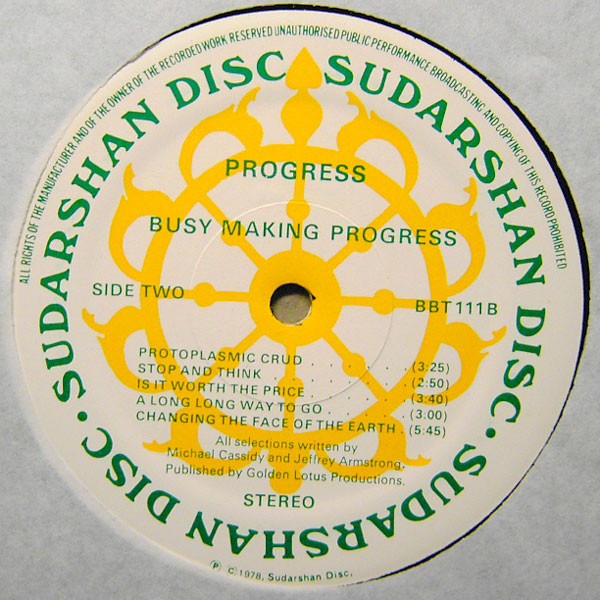 ALL RIGHTS OF THE MANUFACTURER AND OF THE OWNER OF THE RECORDED WORK RESERVED UNAUTHORISED PUBLIC PERFORMANCE BROADCASTING AND COPYING OF THIS RECORD PROHIBITED
SUDARSHAN DISC SUDARSHAN DISC · SUDARSHAN DISC ·
PROGRESS
BUSY MAKING PROGRESS
SIDE TWO
BBT 111B
PROTOPLASMIC CRUD . . . . . . (3:25)
STOP AND THINK . . . . . . . . (2:50)
IS IT WORTH THE PRICE . . . . . (3:40)
A LONG LONG WAY TO GO . . . . (3:00)
CHANGING THE FACE OF THE EARTH . (5:45)
All selections written by
Michael Cassidy and Jeffrey Armstrong.
Published by Golden Lotus Productions.
STEREO
SUDARSHAN DISC ·
Ⓟ C 1978, Sudarshan Disc.